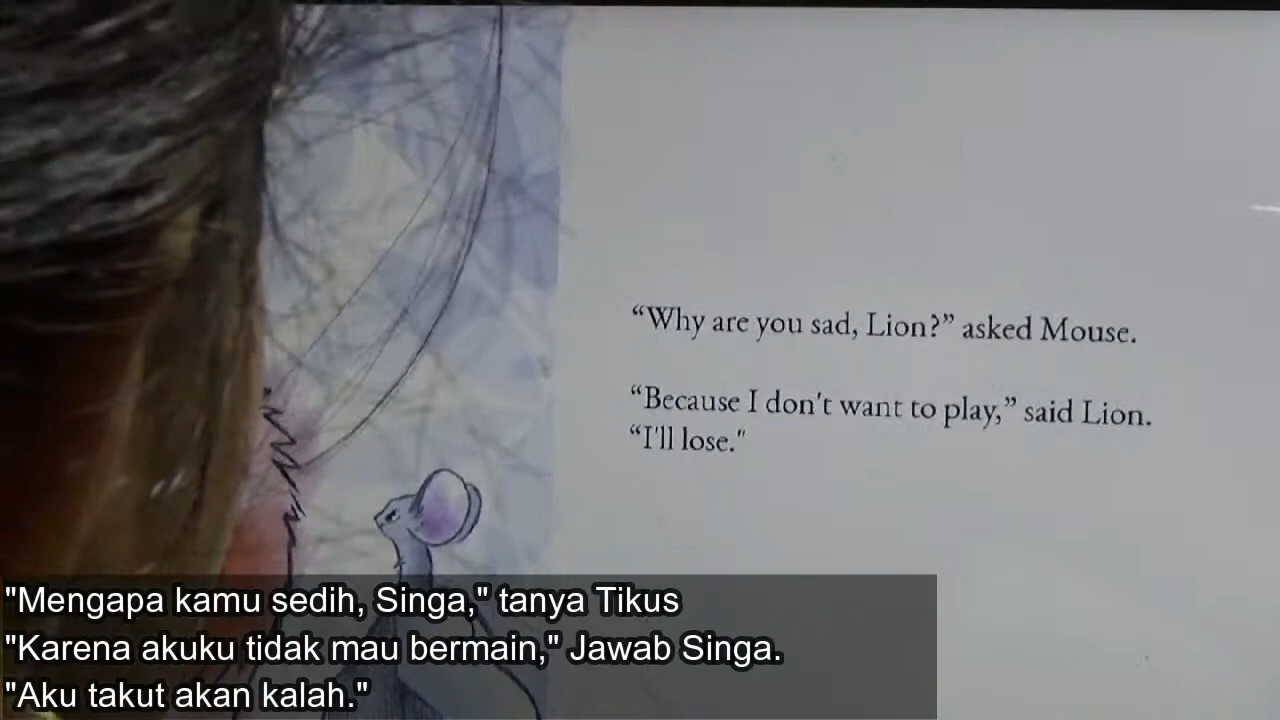 “Why are you sad, Lion?” asked Mouse.
“Because I don't want to play,” said Lion.
“I'll lose."
"Mengapa kamu sedih, Singa," tanya Tikus
"Karena akuku tidak mau bermain," Jawab Singa.
"Aku takut akan kalah."